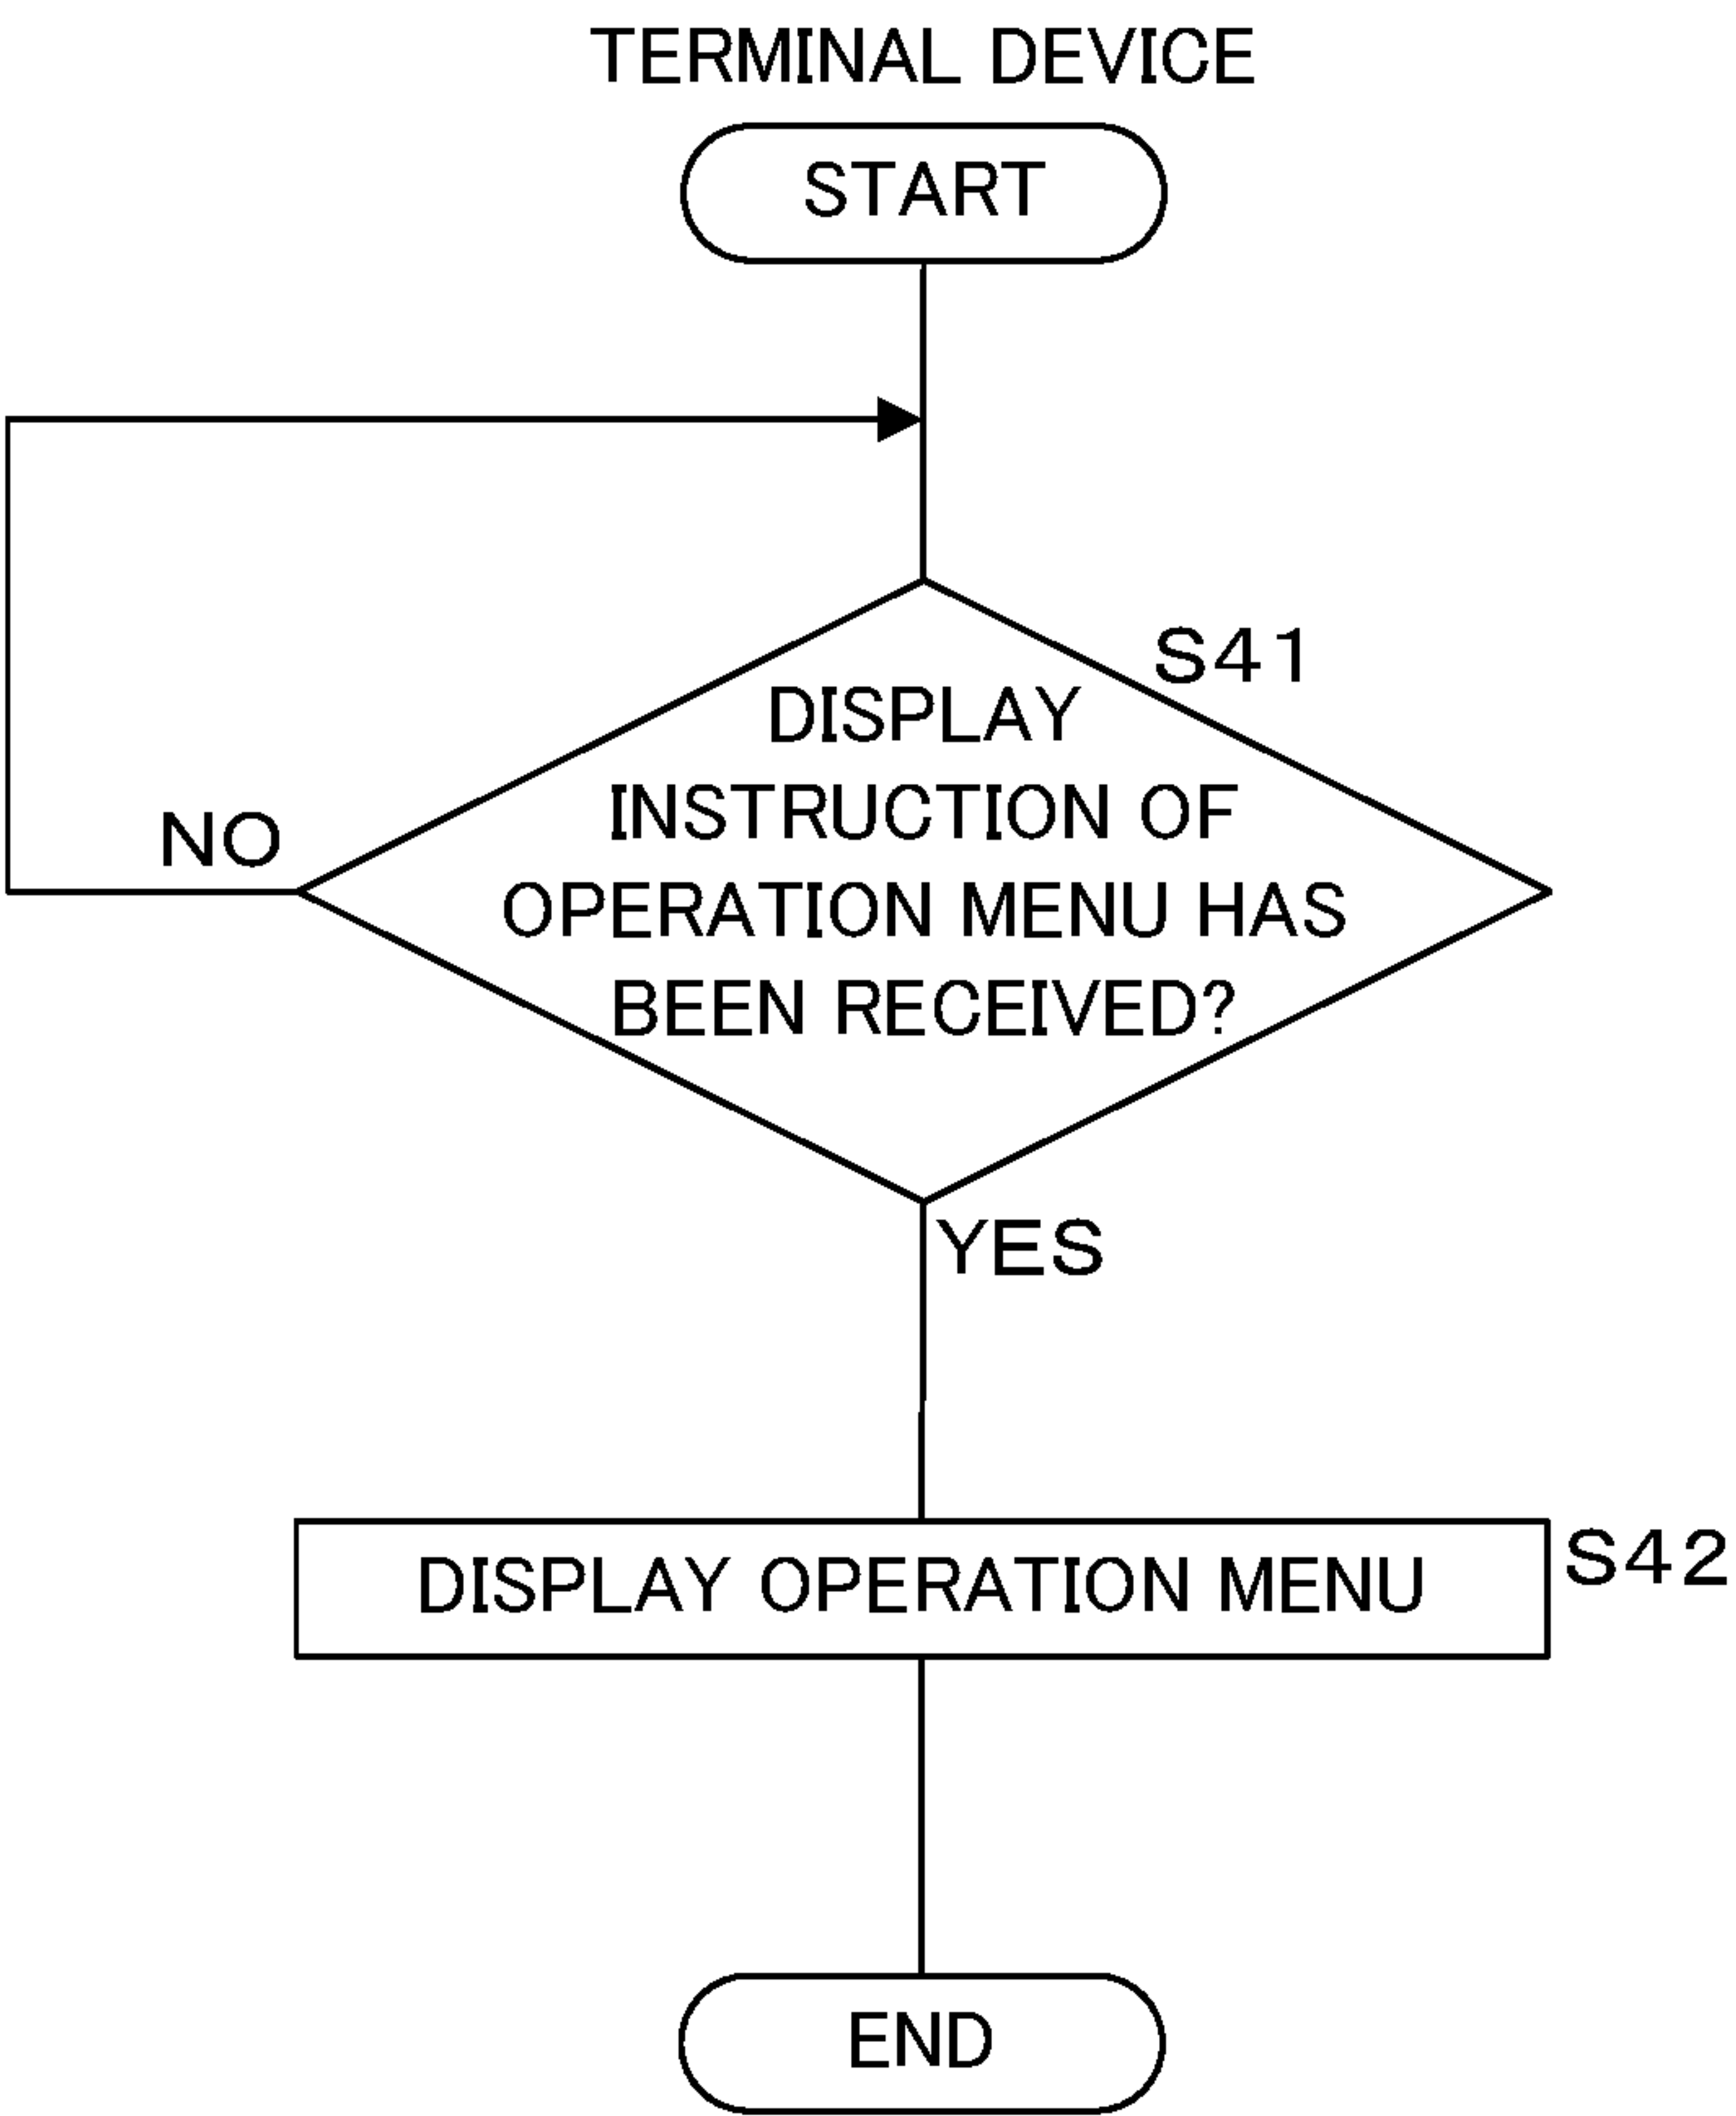 TERMINAL DEVICE
START
S41
DISPLAY
INSTRUCTION OF
OPERATION MENU HAS
BEEN RECEIVED?
NO
YES
DISPLAY OPERATION MENU
S42
END